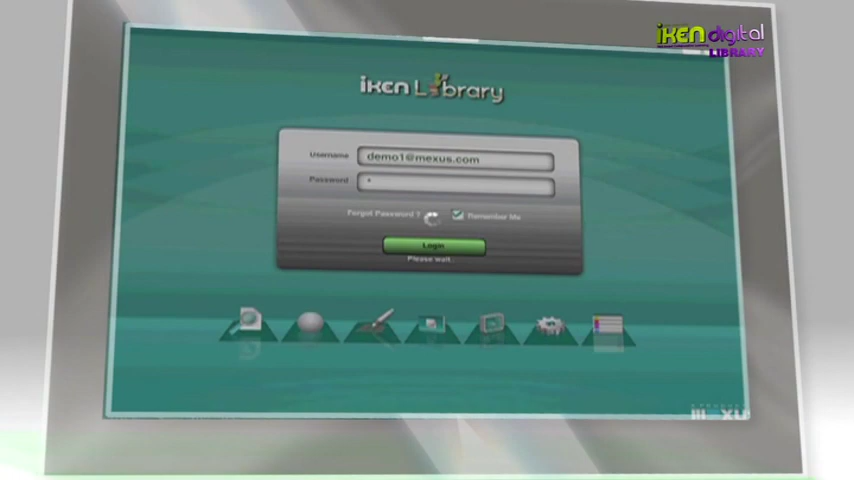 iKEN digital
LIBRARY
iKEN Library
Username
demo1@mexus.com
Password
*
Forgot Password ?
Remember Me
Login
Please wait.